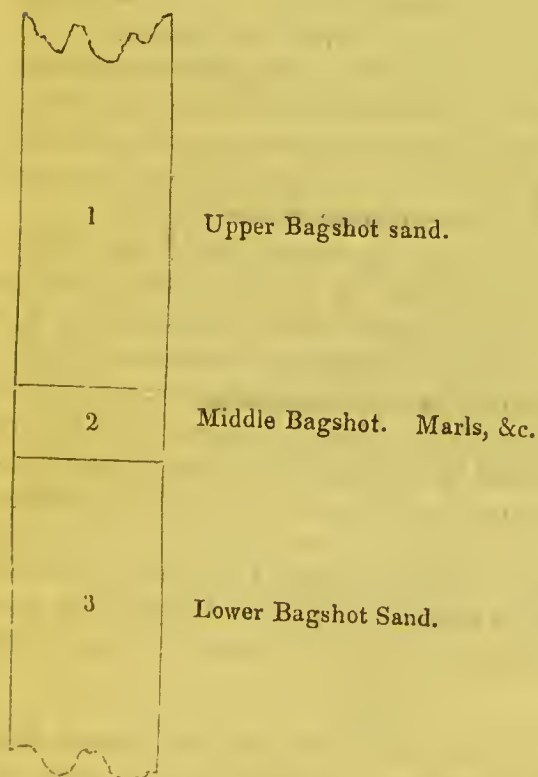 1 Upper Bagshot sand.
2 Middle Bagshot. Marls, &c.
3 Lower Bagshot Sand.